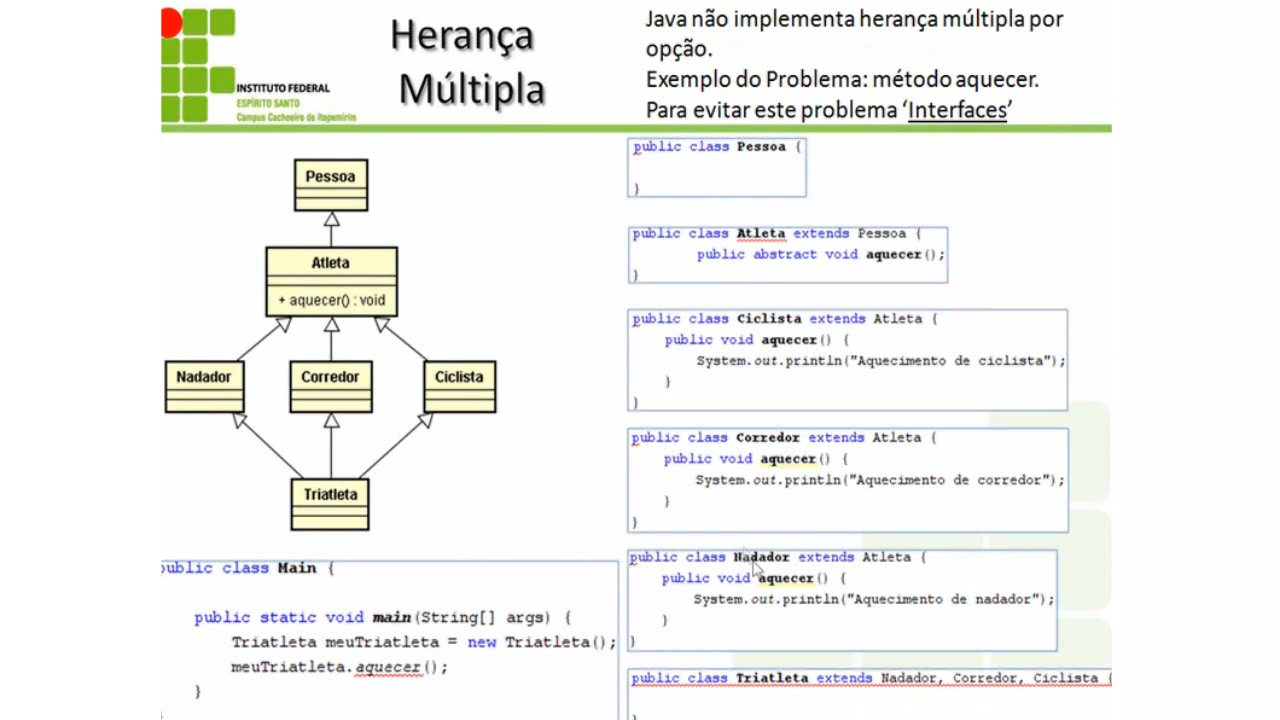 INSTITUTO FEDERAL
ESPÍRITO SANTO
Campus Cachoeiro de Itapemirim
Herança
Múltipla
Java não implementa herança múltipla por
opção.
Exemplo do Problema: método aquecer.
Para evitar este problema ‘Interfaces’
Pessoa
Atleta
+ aquecer() : void
Nadador
Corredor
Ciclista
Triatleta
public class Main {
public static void main(String[] args) {
Triatleta meuTriatleta = new Triatleta();
meuTriatleta.aquecer();
}
public class Pessoa {
}
public class Atleta extends Pessoa {
public abstract void aquecer();
}
public class Ciclista extends Atleta {
public void aquecer() {
System.out.println("Aquecimento de ciclista");
}
}
public class Corredor extends Atleta {
public void aquecer() {
System.out.println("Aquecimento de corredor");
}
}
public class Nadador extends Atleta {
public void aquecer() {
System.out.println("Aquecimento de nadador");
}
}
public class Triatleta extends Nadador, Corredor, Ciclista {
}